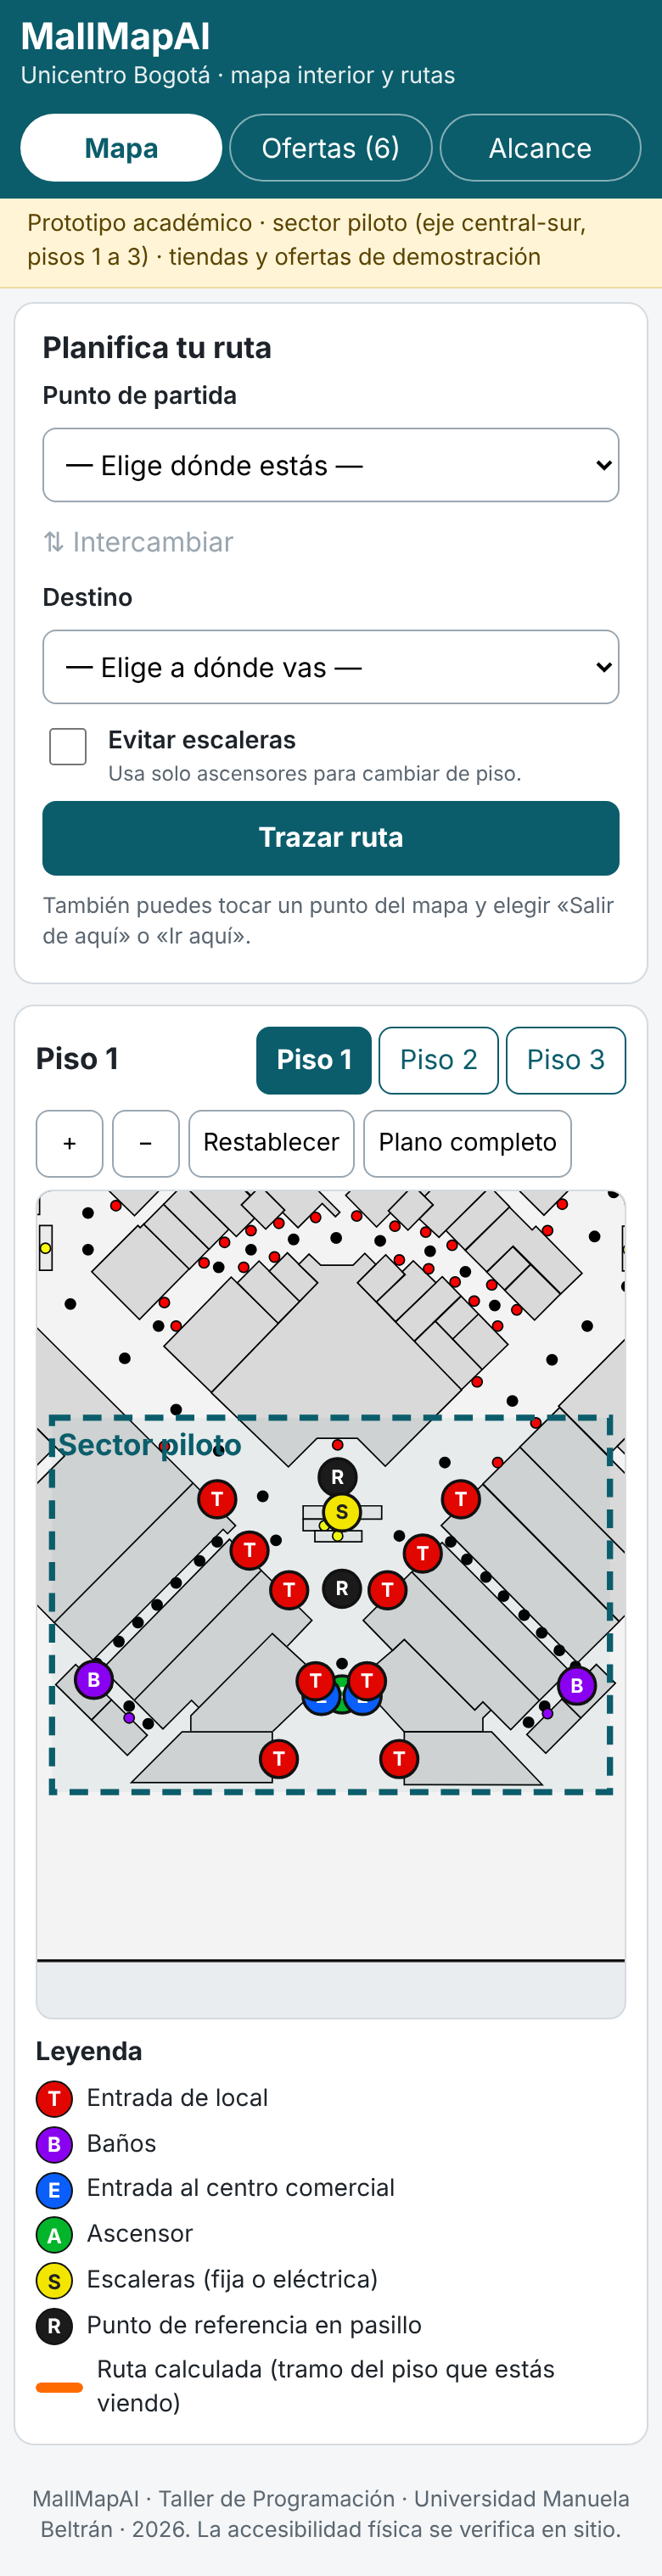 MallMapAI
Unicentro Bogotá · mapa interior y rutas
Mapa
Ofertas (6)
Alcance
Prototipo académico · sector piloto (eje central-sur,
pisos 1 a 3) · tiendas y ofertas de demostración
Planifica tu ruta
Punto de partida
— Elige dónde estás —
⇅ Intercambiar
Destino
— Elige a dónde vas —
Evitar escaleras
Usa solo ascensores para cambiar de piso.
Trazar ruta
También puedes tocar un punto del mapa y elegir «Salir
de aquí» o «Ir aquí».
Piso 1
Piso 1
Piso 2
Piso 3
+
−
Restablecer
Plano completo
Sector piloto
R
T
S
T
T
T
T
R
T
B
T
T
B
T
T
Leyenda
T Entrada de local
B Baños
E Entrada al centro comercial
A Ascensor
S Escaleras (fija o eléctrica)
R Punto de referencia en pasillo
Ruta calculada (tramo del piso que estás
viendo)
MallMapAI · Taller de Programación · Universidad Manuela
Beltrán · 2026. La accesibilidad física se verifica en sitio.